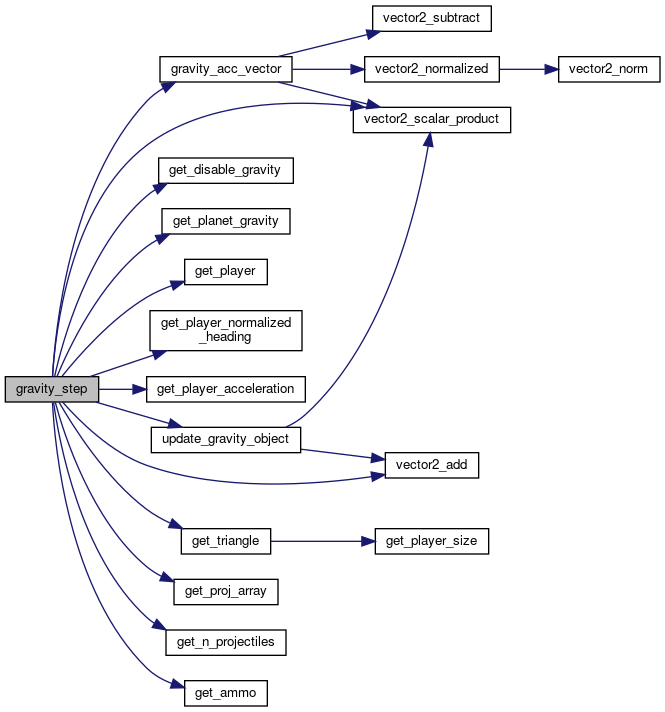 vector2_subtract
gravity_acc_vector
vector2_normalized
vector2_norm
vector2_scalar_product
get_disable_gravity
get_planet_gravity
get_player
get_player_normalized
_heading
gravity_step
get_player_acceleration
update_gravity_object
vector2_add
get_triangle
get_player_size
get_proj_array
get_n_projectiles
get_ammo